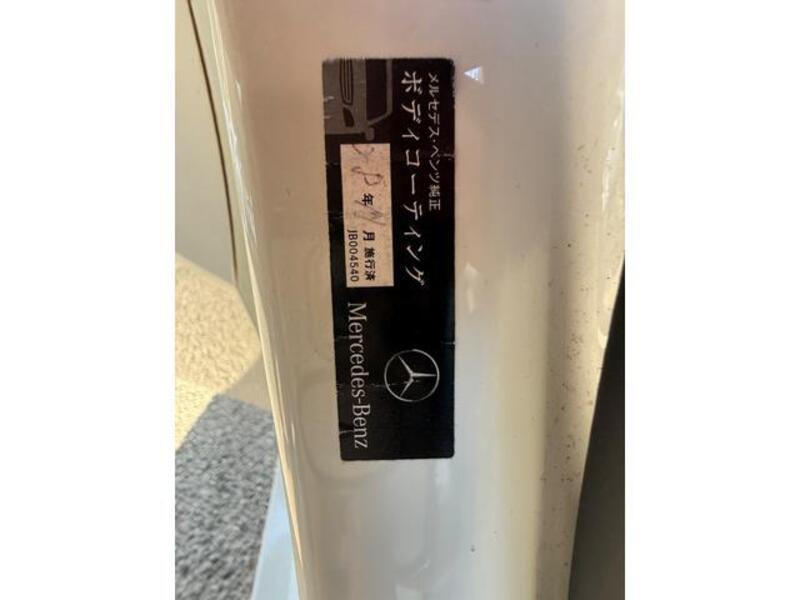 メルセデス・ベンツ純正
ボディコーティング
年 月 施行済
JB004540
Mercedes-Benz